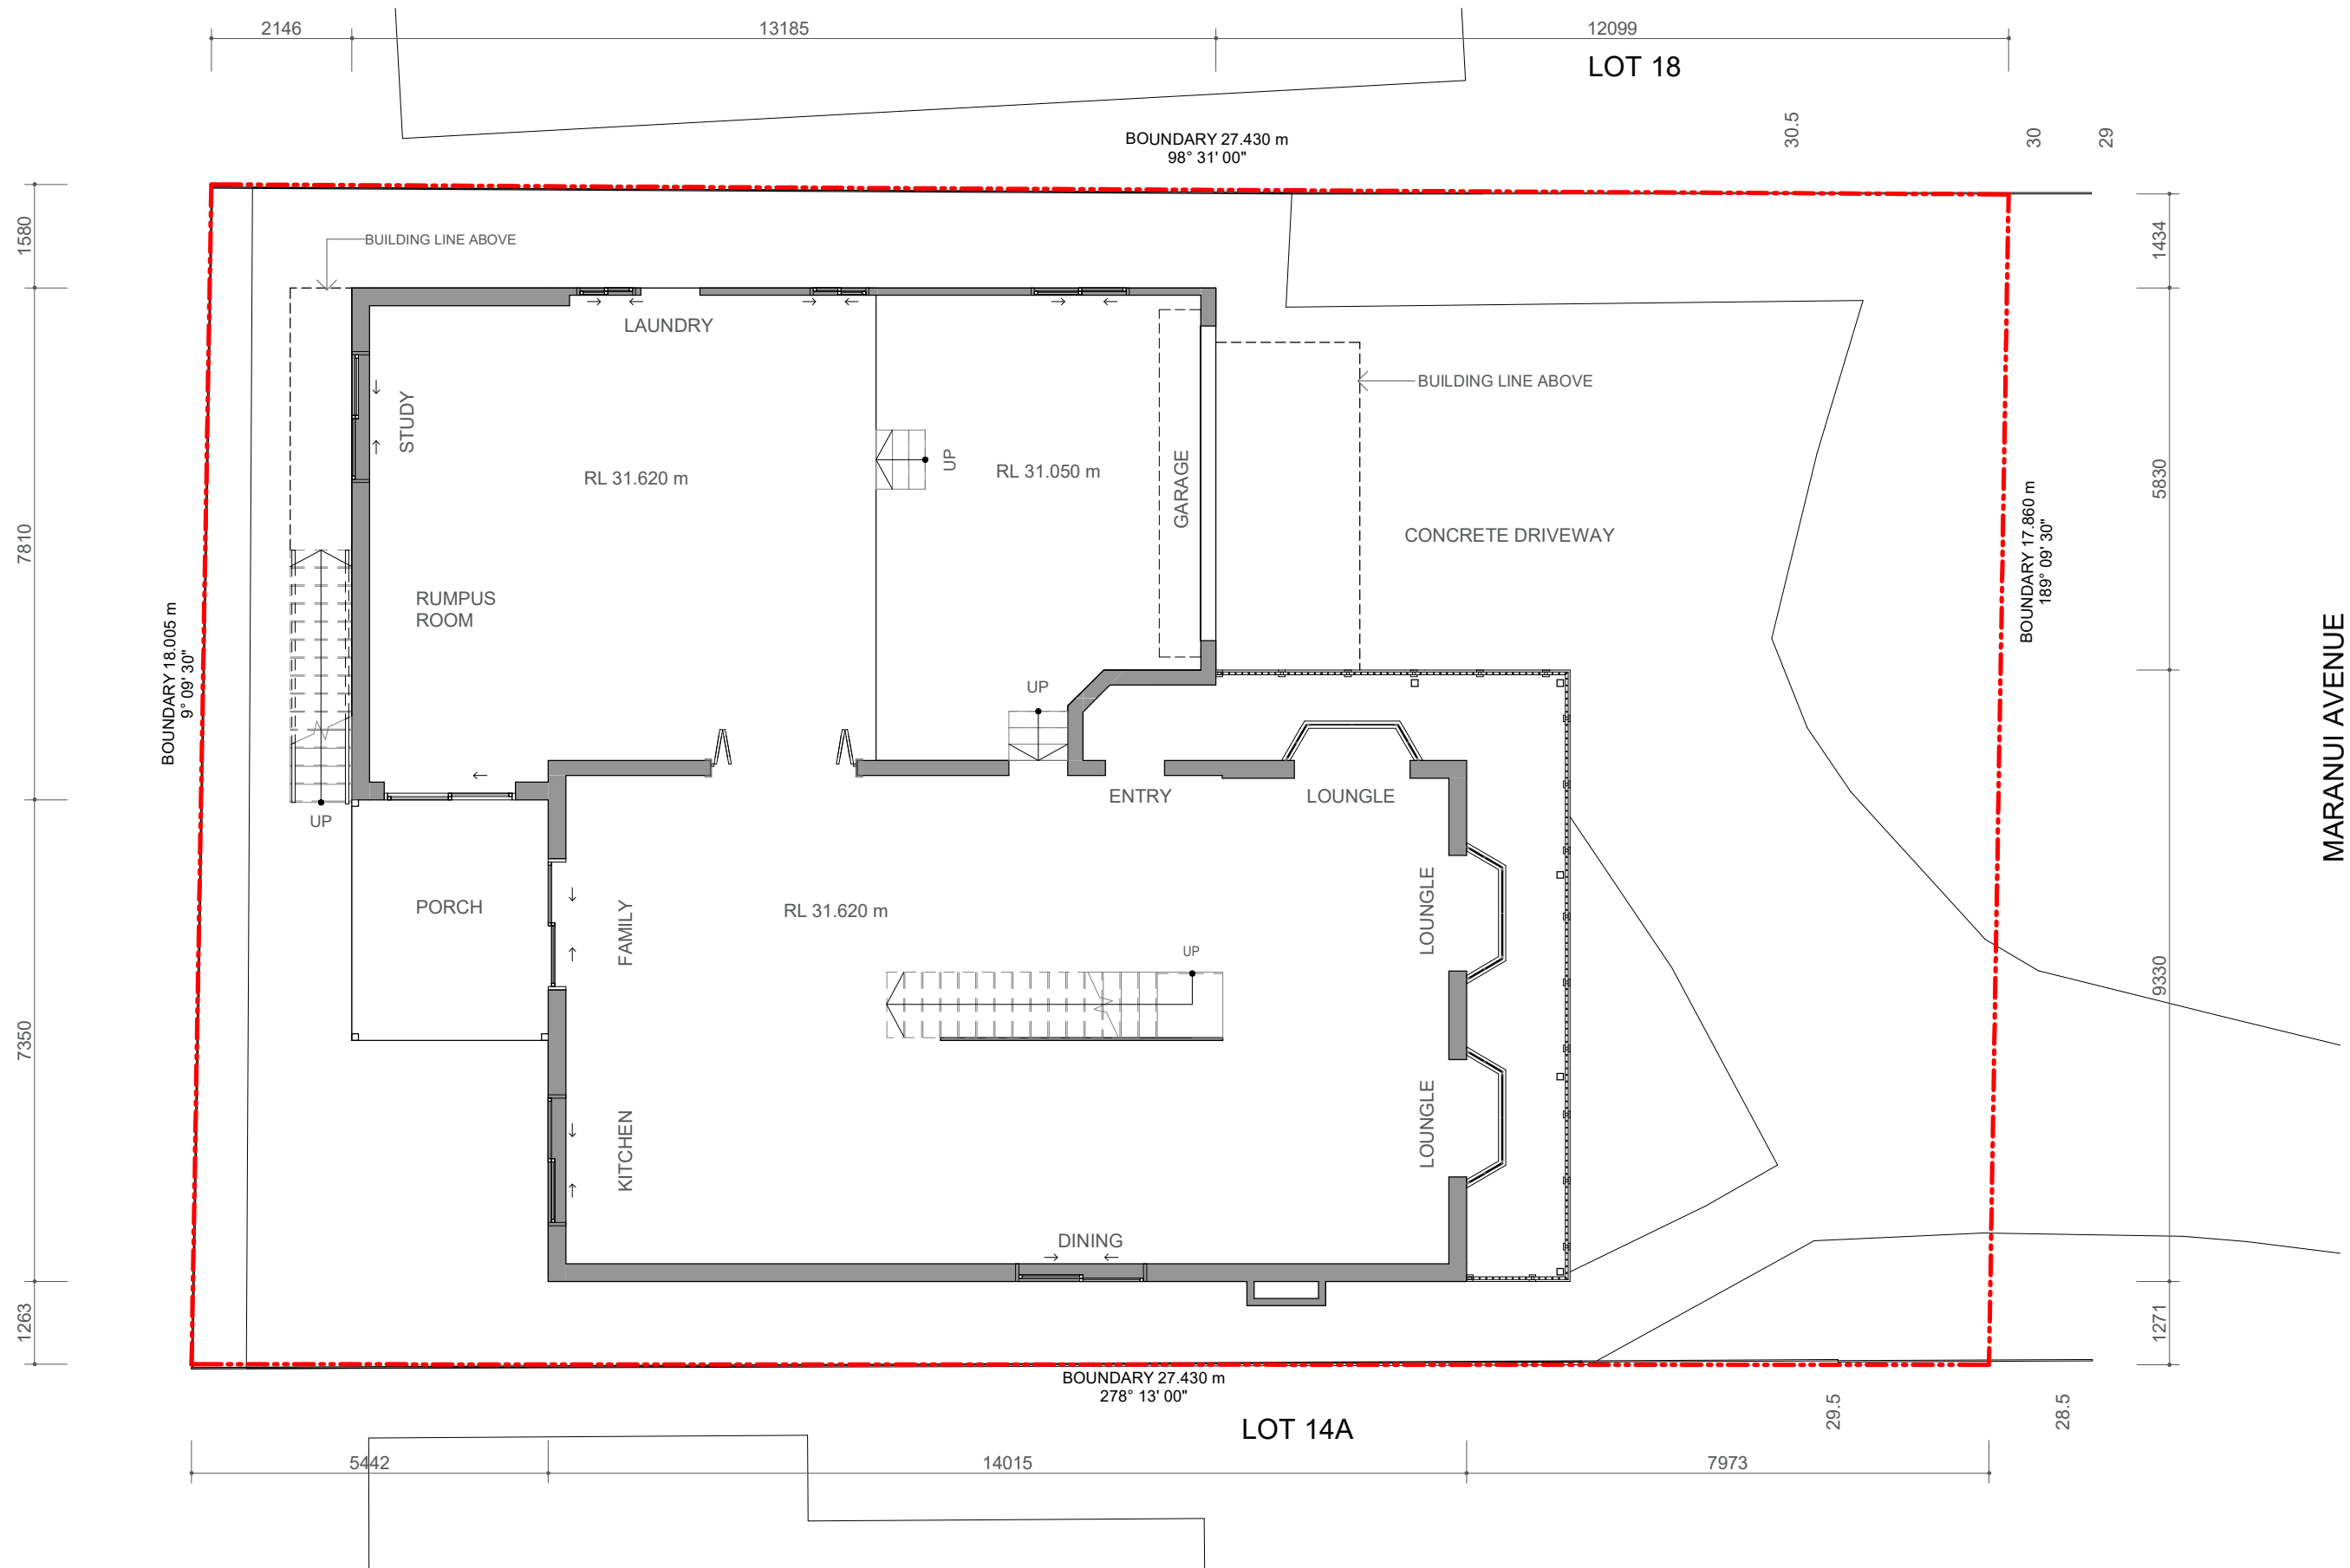 2146
13185
12099
LOT 18
30.5
30
29
BOUNDARY 27.430 m
98° 31' 00"
1580
1434
BUILDING LINE ABOVE
LAUNDRY
BUILDING LINE ABOVE
STUDY
RL 31.620 m
UP
RL 31.050 m
GARAGE
5830
7810
CONCRETE DRIVEWAY
BOUNDARY 17.860 m
189° 09' 30"
RUMPUS
ROOM
BOUNDARY 18.005 m
9° 09' 30"
MARANUI AVENUE
UP
UP
ENTRY
LOUNGLE
PORCH
FAMILY
RL 31.620 m
LOUNGLE
UP
9330
7350
KITCHEN
LOUNGLE
DINING
1263
1271
BOUNDARY 27.430 m
278° 13' 00"
LOT 14A
29.5
28.5
5442
14015
7973